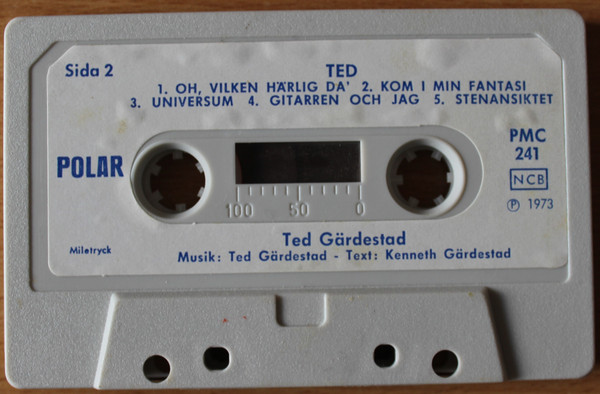 Sida 2
TED
1. OH, VILKEN HÄRLIG DA' 2. KOM I MIN FANTASI
3. UNIVERSUM 4. GITARREN OCH JAG 5. STENANSIKTET
POLAR
PMC
241
NCB
Ⓟ 1973
100 50 0
Ted Gärdestad
Miletryck
Musik: Ted Gärdestad - Text: Kenneth Gärdestad